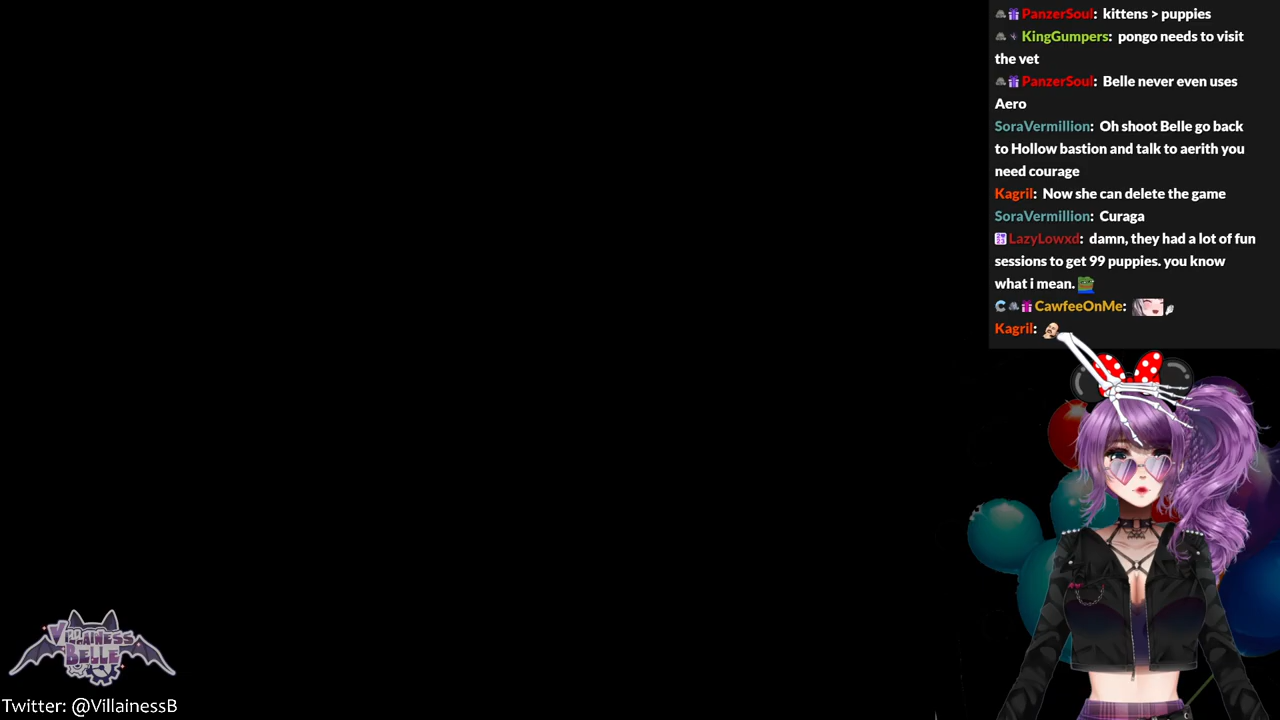 PanzerSoul: kittens > puppies
KingGumpers: pongo needs to visit
the vet
PanzerSoul: Belle never even uses
Aero
SoraVermillion: Oh shoot Belle go back
to Hollow bastion and talk to aerith you
need courage
Kagril: Now she can delete the game
SoraVermillion: Curaga
LazyLowxd: damn, they had a lot of fun
sessions to get 99 puppies. you know
what i mean.
CawfeeOnMe:
Kagril:
VILLAINESS
BELLE
Twitter: @VillainessB